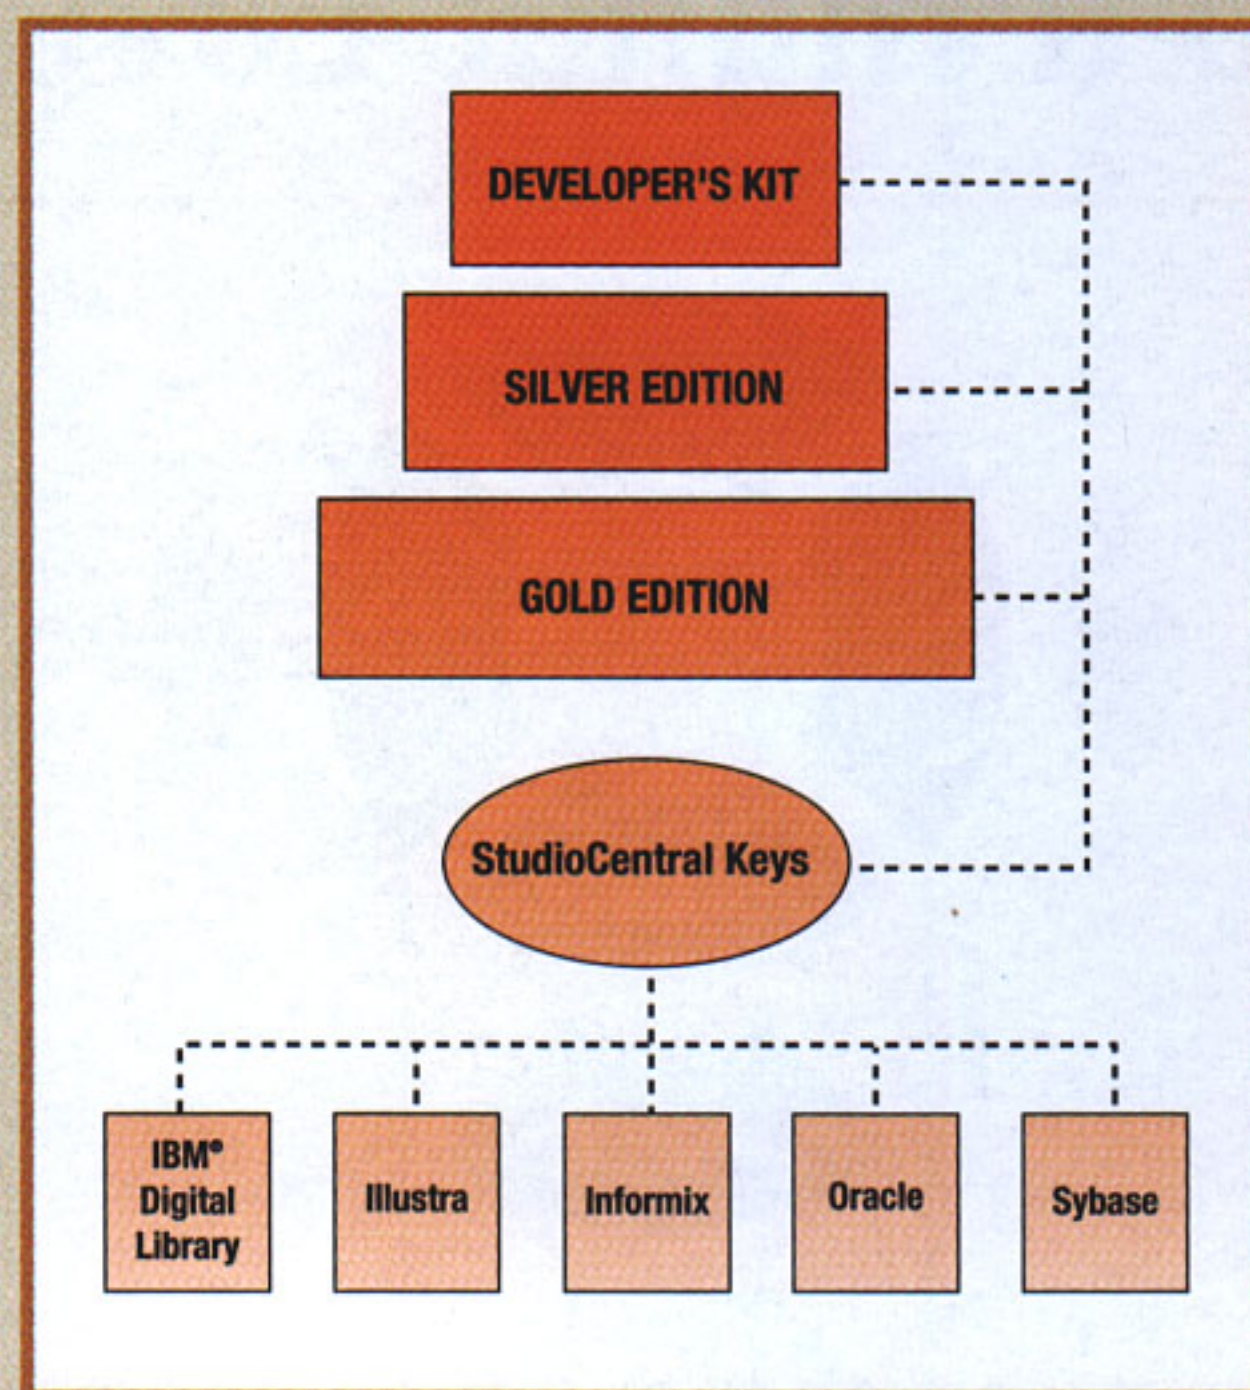 DEVELOPER'S KIT
SILVER EDITION
GOLD EDITION
StudioCentral Keys
IBM®
Digital
Library
Illustra
Informix
Oracle
Sybase